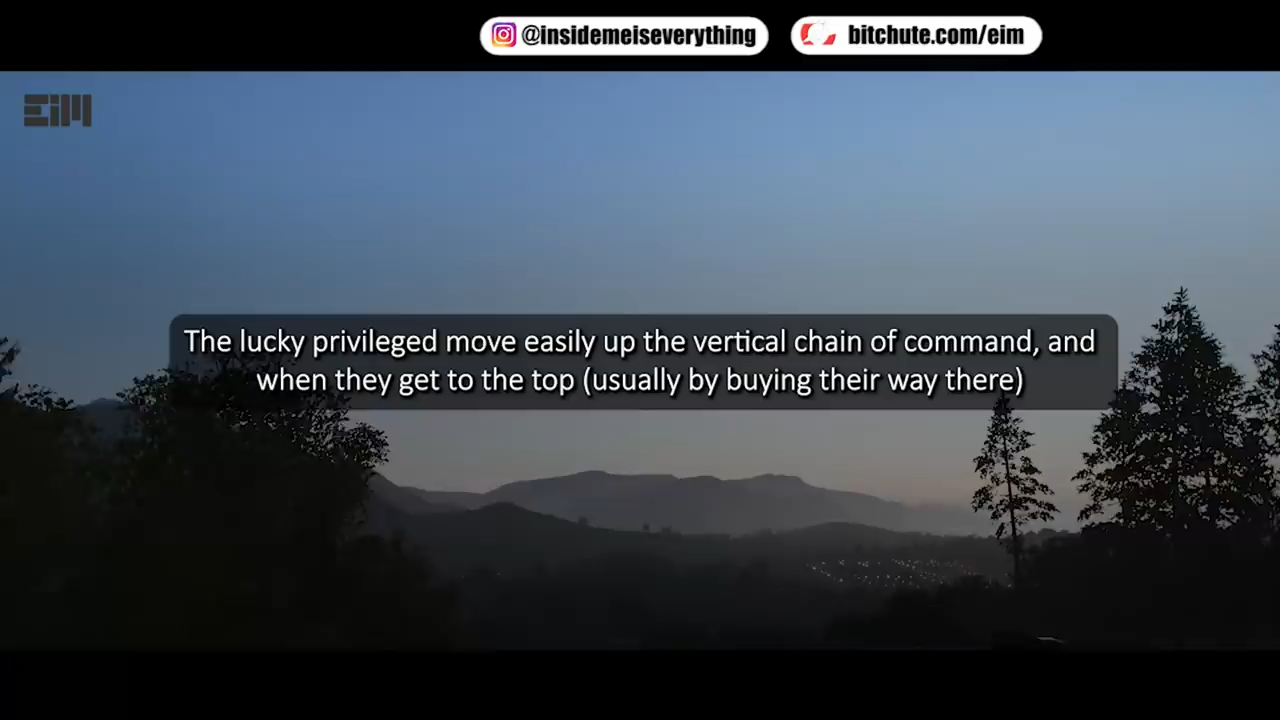 @insidemeiseverything
bitchute.com/eim
EiM
The lucky privileged move easily up the vertical chain of command, and
when they get to the top (usually by buying their way there)